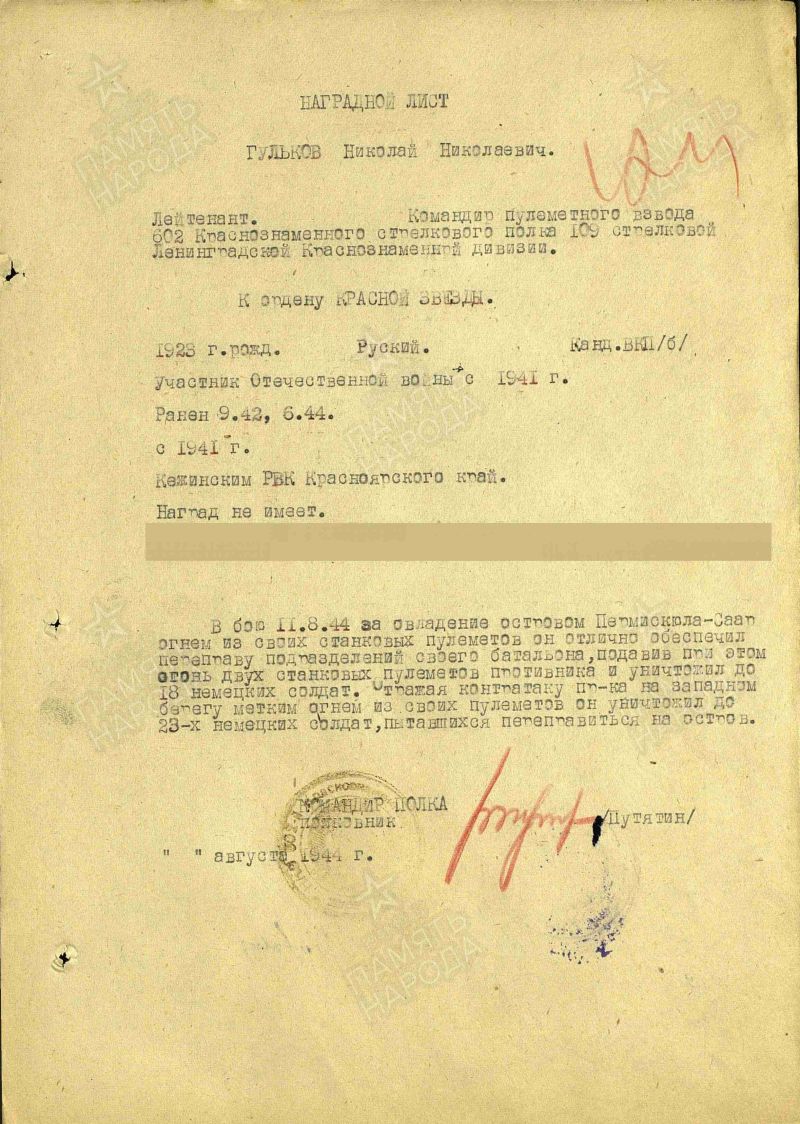 НАГРАДНОЙ ЛИСТ
ГУЛЬКОВ Николай Николаевич.
Лейтенант. Командир пулеметного взвода
602 Краснознаменного стрелкового полка 109 стрелковой
Ленинградской Краснознаменной дивизии.
К ордену КРАСНОЙ ЗВЕЗДЫ.
1923 г.рожд. Руский. Канд.ВКП/б/
Участник Отечественной войны с 1941 г.
Ранен 9.42, 6.44.
с 1941 г.
Кежинским РВК Красноярского край.
Наград не имеет.
В бою 11.8.44 за овладение островом Пермискюла-Саар
огнем из своих станковых пулеметов он отлично обеспечил
переправу подразделений своего батальона,подавив при этом
огонь двух станковых пулеметов противника и уничтожил до
18 немецких солдат. Отражая контратаку пр-ка на западном
берегу метким огнем из своих пулеметов он уничтожил до
23-х немецких солдат,пытавшихся переправиться на остров.
КОМАНДИР ПОЛКА
полковник /Путятин/
" " августа 1944 г.
ПАМЯТЬ
НАРОДА